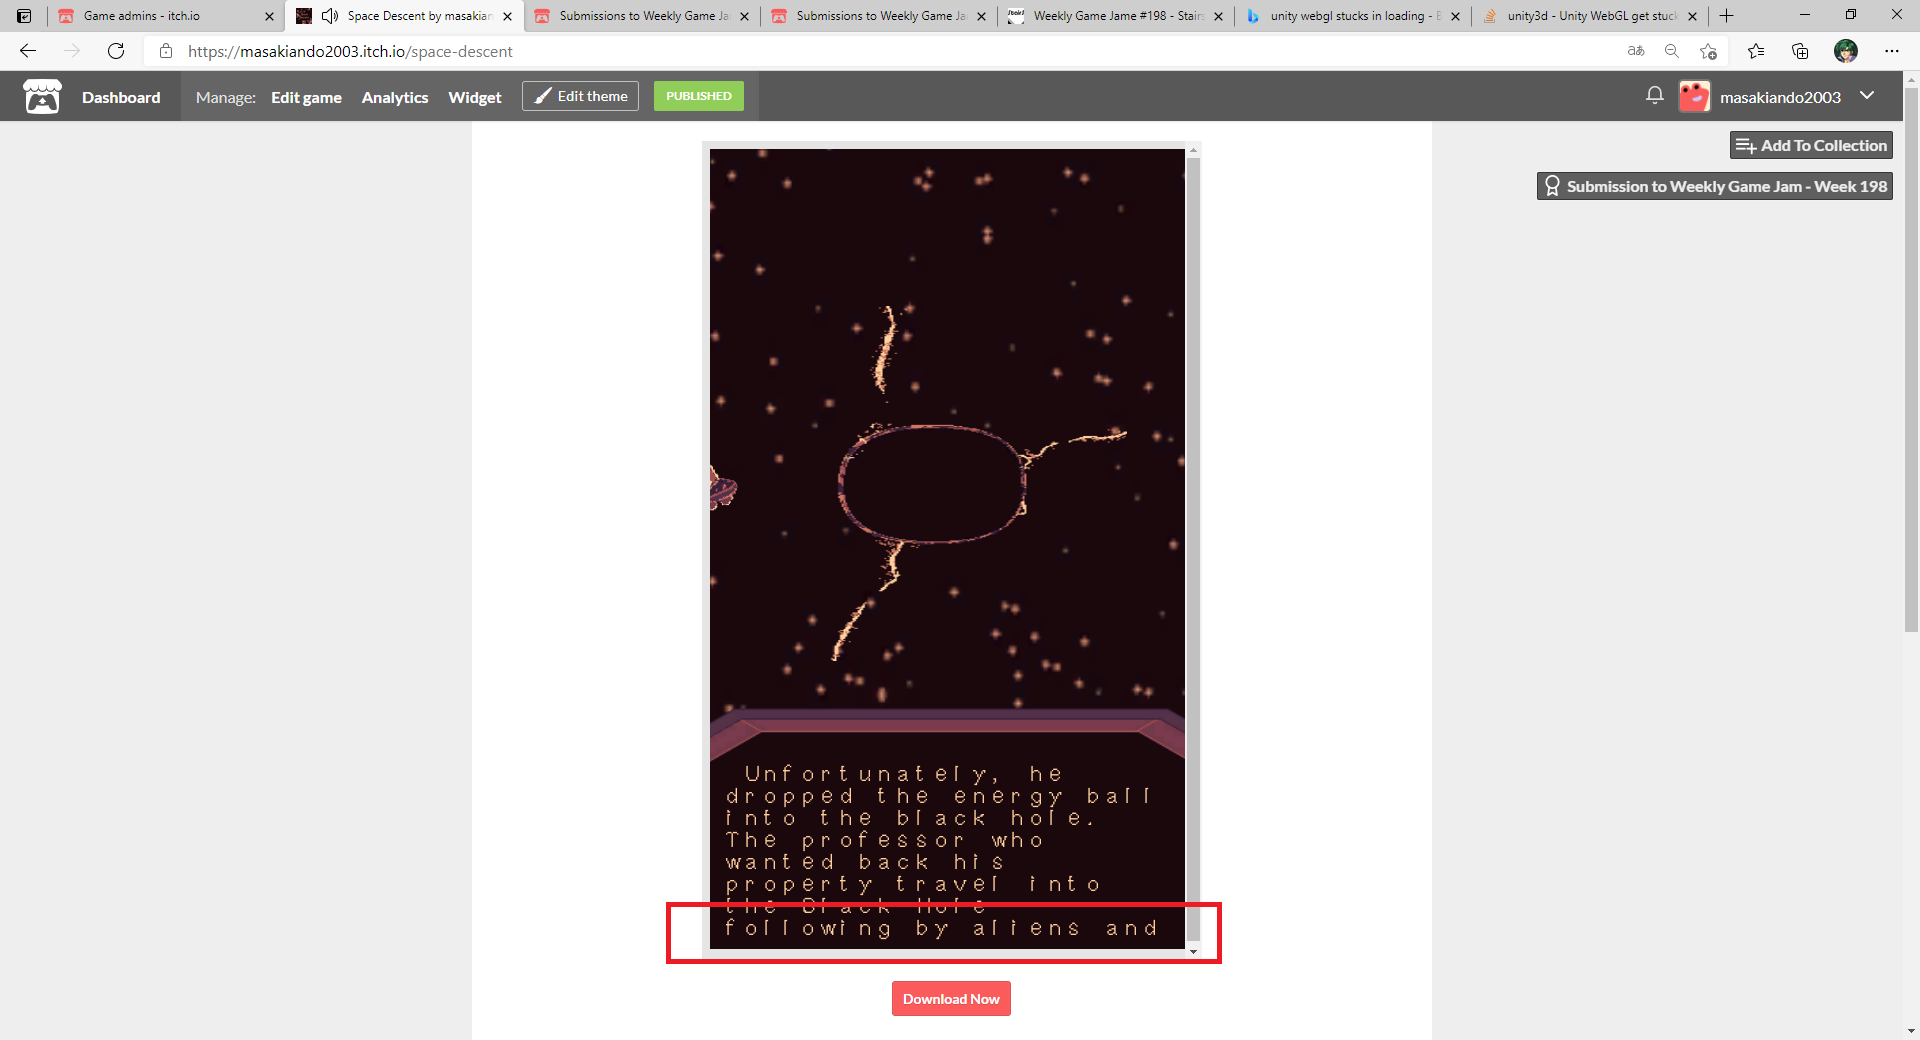 Game admins - itch.io
Space Descent by masakian
Submissions to Weekly Game Ja
Submissions to Weekly Game Ja
Weekly Game Jame #198 - Stairs
unity webgl stucks in loading - B
unity3d - Unity WebGL get stuck
https://masakiando2003.itch.io/space-descent
Dashboard
Manage:
Edit game
Analytics
Widget
Edit theme
PUBLISHED
masakiando2003
Add To Collection
Submission to Weekly Game Jam - Week 198
Unfortunately, he
dropped the energy ball
into the black hole.
The professor who
wanted back his
property travel into
the Black Hole
following by aliens and
Download Now